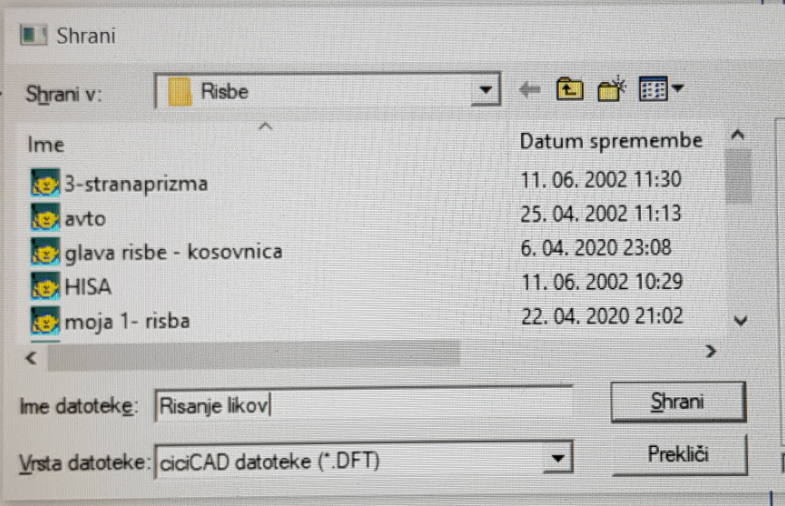 Shrani
Shrani v: Risbe
Ime Datum spremembe
3-stranaprizma 11. 06. 2002 11:30
avto 25. 04. 2002 11:13
glava risbe - kosovnica 6. 04. 2020 23:08
HISA 11. 06. 2002 10:29
moja 1- risba 22. 04. 2020 21:02
Ime datoteke: Risanje likov Shrani
Vrsta datoteke: ciciCAD datoteke (*.DFT) Prekliči